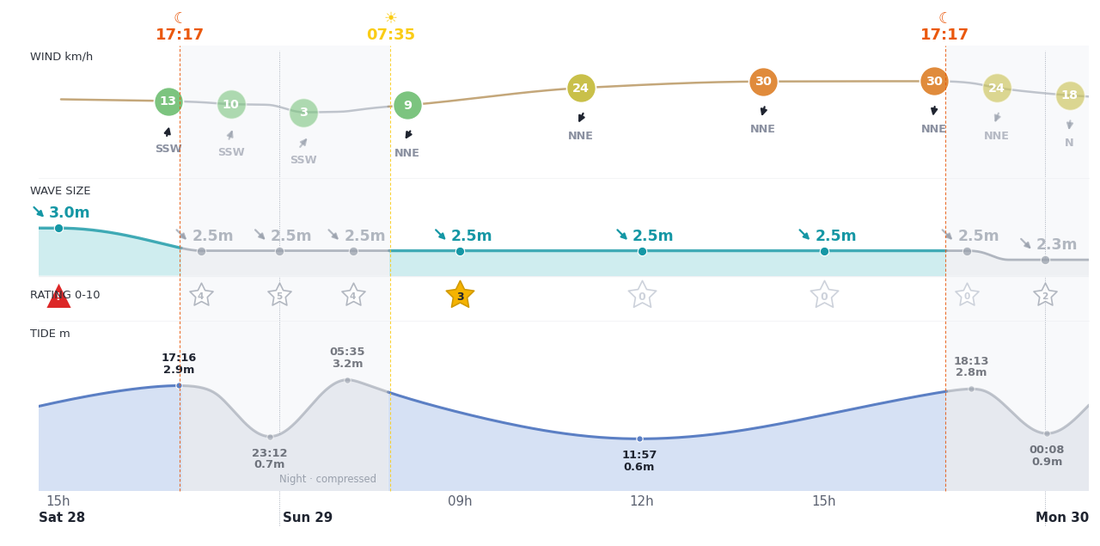 17:17
07:35
17:17
WIND km/h
13
10
3
9
24
30
30
24
18
SSW
SSW
SSW
NNE
NNE
NNE
NNE
NNE
N
WAVE SIZE
3.0m
2.5m
2.5m
2.5m
2.5m
2.5m
2.5m
2.5m
2.3m
RATING 0-10
4
5
4
3
0
0
0
2
TIDE m
17:16
2.9m
23:12
0.7m
05:35
3.2m
11:57
0.6m
18:13
2.8m
00:08
0.9m
Night · compressed
15h
09h
12h
15h
Sat 28
Sun 29
Mon 30